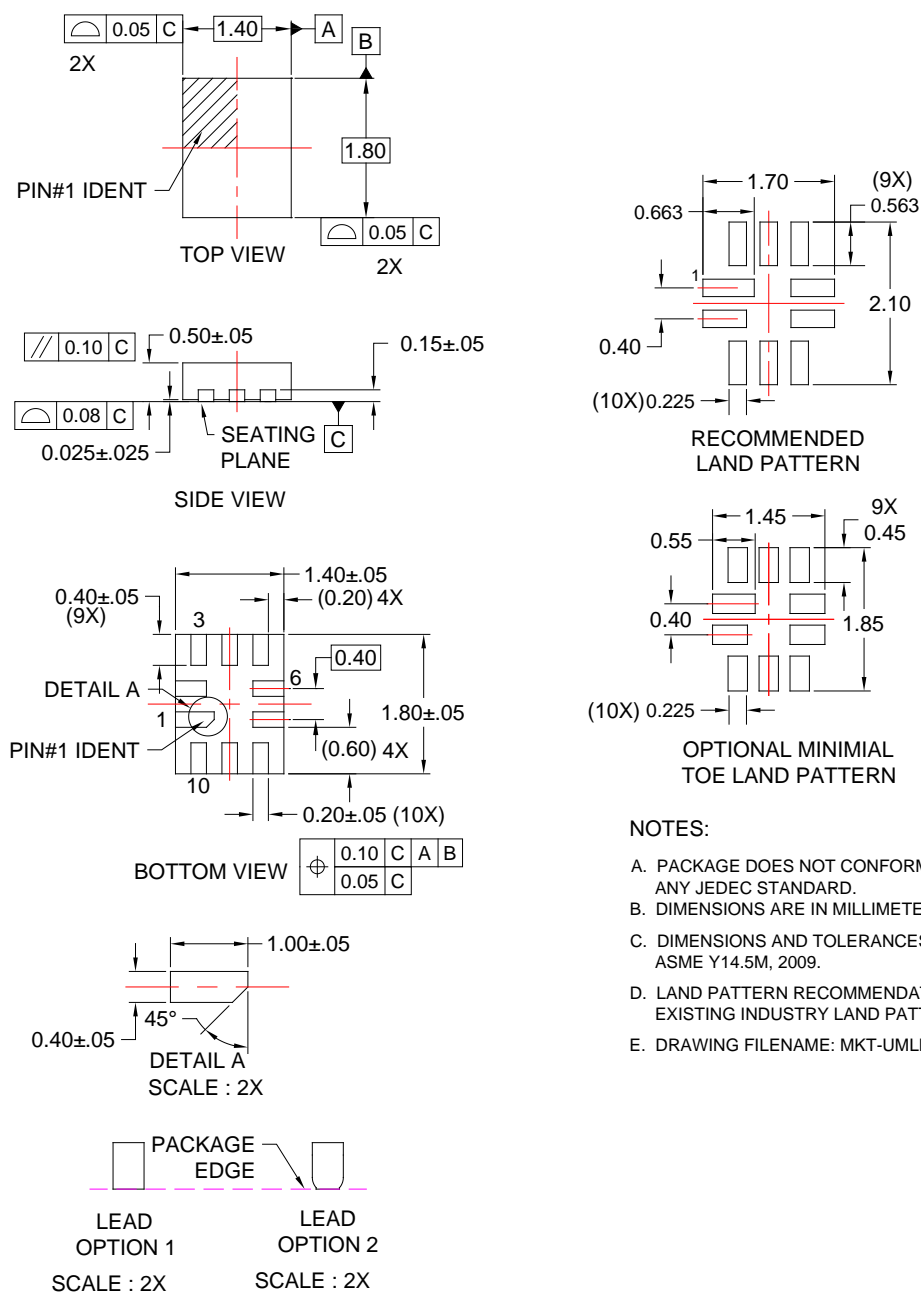 0.05 C
1.40
A
B
2X
1.80
PIN#1 IDENT
0.05 C
TOP VIEW
2X
// 0.10 C
0.50±.05
0.15±.05
0.08 C
0.025±.025
SEATING
PLANE
C
SIDE VIEW
1.40±.05
0.40±.05
(9X)
(0.20) 4X
3
0.40
6
DETAIL A
1
1.80±.05
PIN#1 IDENT
(0.60) 4X
10
0.20±.05 (10X)
BOTTOM VIEW
0.10 C A B
0.05 C
1.00±.05
45°
0.40±.05
DETAIL A
SCALE : 2X
PACKAGE
EDGE
LEAD
OPTION 1
SCALE : 2X
LEAD
OPTION 2
SCALE : 2X
1.70
(9X)
0.563
0.663
1
2.10
0.40
(10X) 0.225
RECOMMENDED
LAND PATTERN
1.45
9X
0.45
0.55
0.40
1.85
(10X) 0.225
OPTIONAL MINIMIAL
TOE LAND PATTERN
NOTES:
A. PACKAGE DOES NOT CONFORM
ANY JEDEC STANDARD.
B. DIMENSIONS ARE IN MILLIMETE
C. DIMENSIONS AND TOLERANCES
ASME Y14.5M, 2009.
D. LAND PATTERN RECOMMENDAT
EXISTING INDUSTRY LAND PATT
E. DRAWING FILENAME: MKT-UML